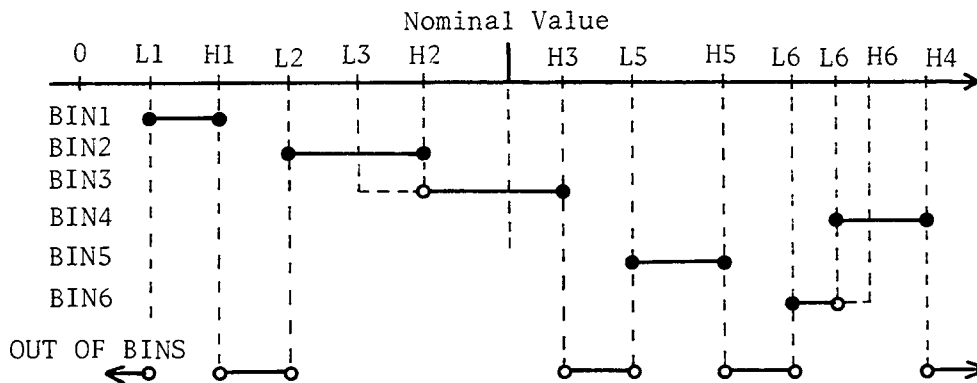 Nominal Value
0 L1 H1 L2 L3 H2 H3 L5 H5 L6 L6 H6 H4
BIN1
BIN2
BIN3
BIN4
BIN5
BIN6
OUT OF BINS